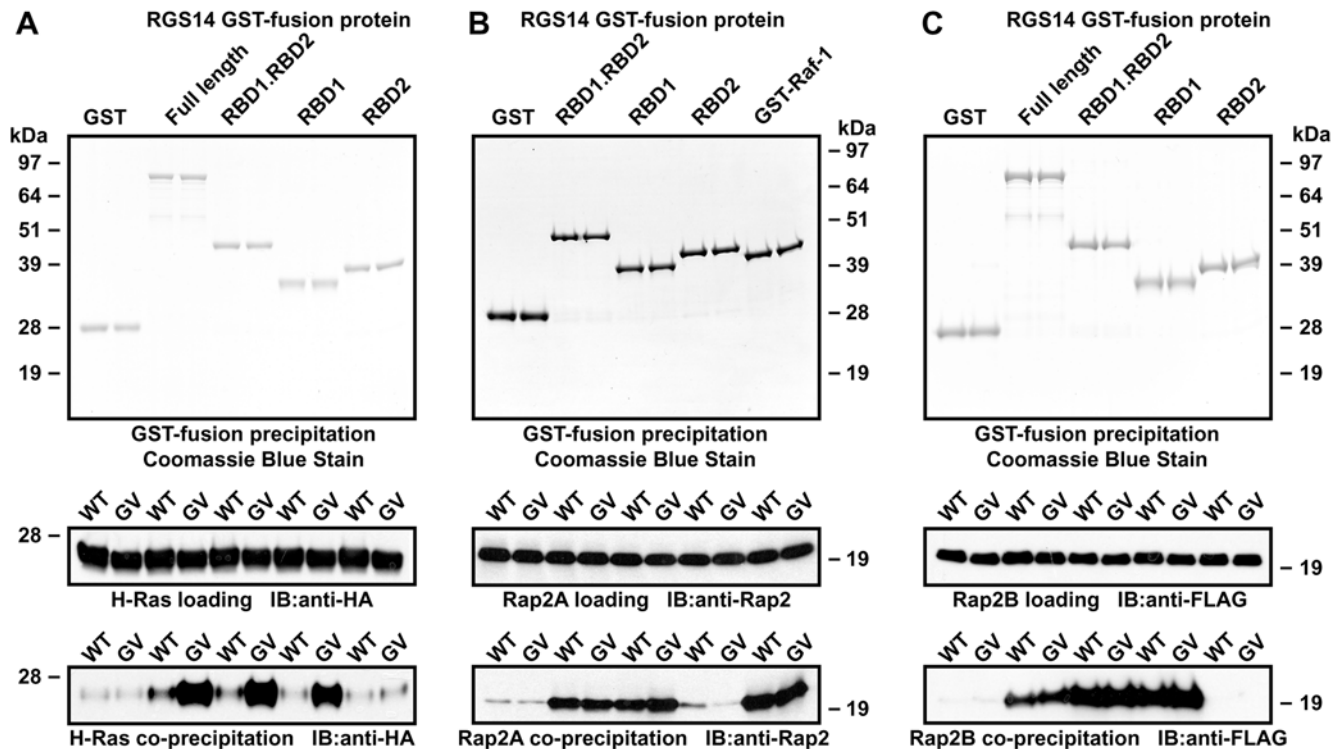 A
RGS14 GST-fusion protein
GST
Full length
RBD1.RBD2
RBD1
RBD2
kDa
97 –
64 –
51 –
39 –
28 –
19 –
GST-fusion precipitation
Coomassie Blue Stain
WT GV WT GV WT GV WT GV WT GV
28 –
H-Ras loading IB:anti-HA
WT GV WT GV WT GV WT GV WT GV
28 –
H-Ras co-precipitation IB:anti-HA
B
RGS14 GST-fusion protein
GST
RBD1.RBD2
RBD1
RBD2
GST-Raf-1
kDa
– 97
– 64
– 51
– 39
– 28
– 19
GST-fusion precipitation
Coomassie Blue Stain
WT GV WT GV WT GV WT GV WT GV
– 19
Rap2A loading IB:anti-Rap2
WT GV WT GV WT GV WT GV WT GV
– 19
Rap2A co-precipitation IB:anti-Rap2
C
RGS14 GST-fusion protein
GST
Full length
RBD1.RBD2
RBD1
RBD2
kDa
– 97
– 64
– 51
– 39
– 28
– 19
GST-fusion precipitation
Coomassie Blue Stain
WT GV WT GV WT GV WT GV WT GV
– 19
Rap2B loading IB:anti-FLAG
WT GV WT GV WT GV WT GV WT GV
– 19
Rap2B co-precipitation IB:anti-FLAG